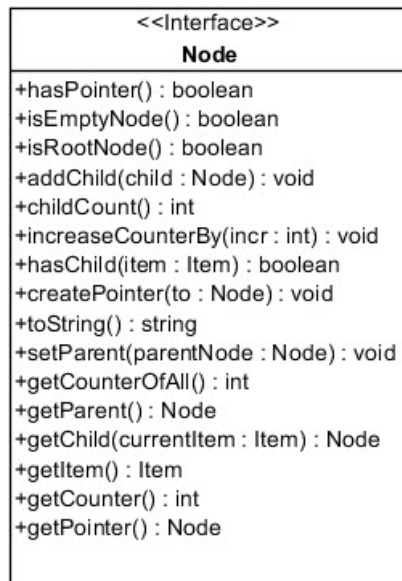 <<Interface>>
Node
+hasPointer() : boolean
+isEmptyNode() : boolean
+isRootNode() : boolean
+addChild(child : Node) : void
+childCount() : int
+increaseCounterBy(incr : int) : void
+hasChild(item : Item) : boolean
+createPointer(to : Node) : void
+toString() : string
+setParent(parentNode : Node) : void
+getCounterOfAll() : int
+getParent() : Node
+getChild(currentItem : Item) : Node
+getItem() : Item
+getCounter() : int
+getPointer() : Node